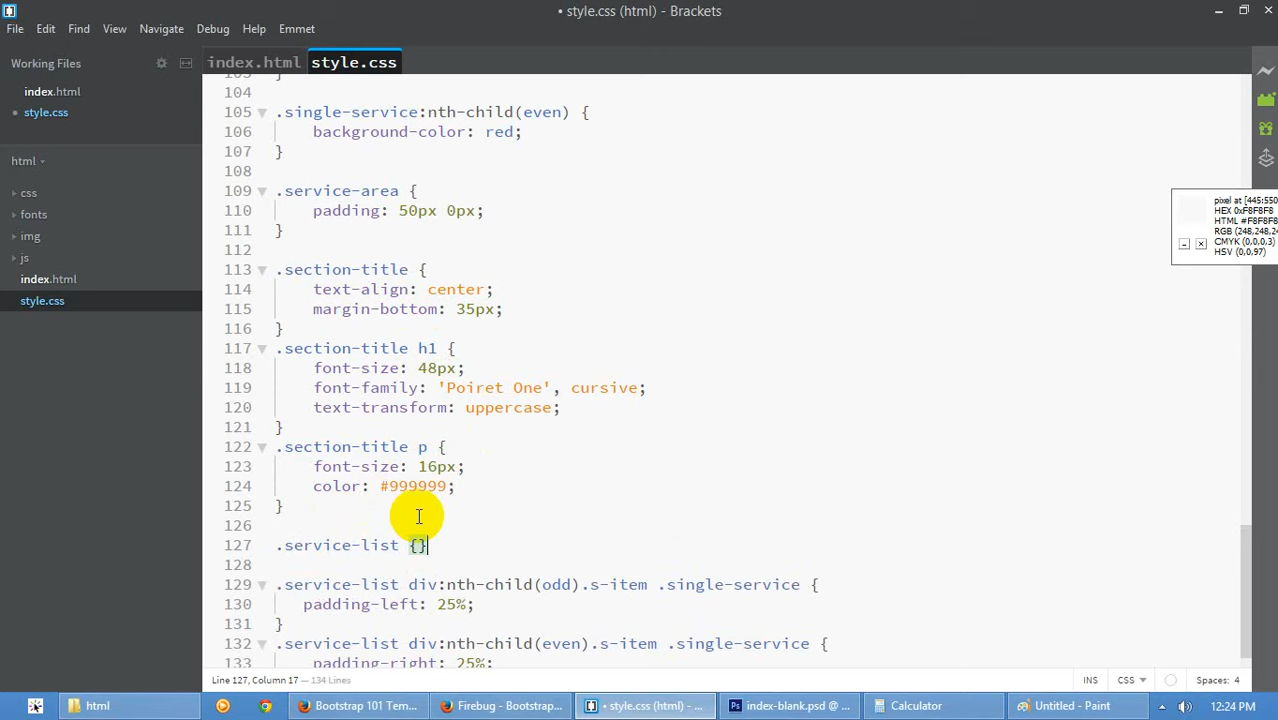 • style.css (html) - Brackets
File Edit Find View Navigate Debug Help Emmet
Working Files
index.html
style.css
html
css
fonts
img
js
index.html
style.css
index.html style.css
103 }
104
105 .single-service:nth-child(even) {
106 background-color: red;
107 }
108
109 .service-area {
110 padding: 50px 0px;
111 }
112
113 .section-title {
114 text-align: center;
115 margin-bottom: 35px;
116 }
117 .section-title h1 {
118 font-size: 48px;
119 font-family: 'Poiret One', cursive;
120 text-transform: uppercase;
121 }
122 .section-title p {
123 font-size: 16px;
124 color: #999999;
125 }
126
127 .service-list {}
128
129 .service-list div:nth-child(odd).s-item .single-service {
130 padding-left: 25%;
131 }
132 .service-list div:nth-child(even).s-item .single-service {
133 padding-right: 25%;
pixel at [445:550
HEX 0xF8F8F8
HTML #F8F8F8
RGB (248,248,24
CMYK (0,0,0,3)
HSV (0,0,97)
Line 127, Column 17 — 134 Lines
INS CSS Spaces: 4
html
Bootstrap 101 Tem...
Firebug - Bootstrap...
• style.css (html) - ...
index-blank.psd @ ...
Calculator
Untitled - Paint
12:24 PM